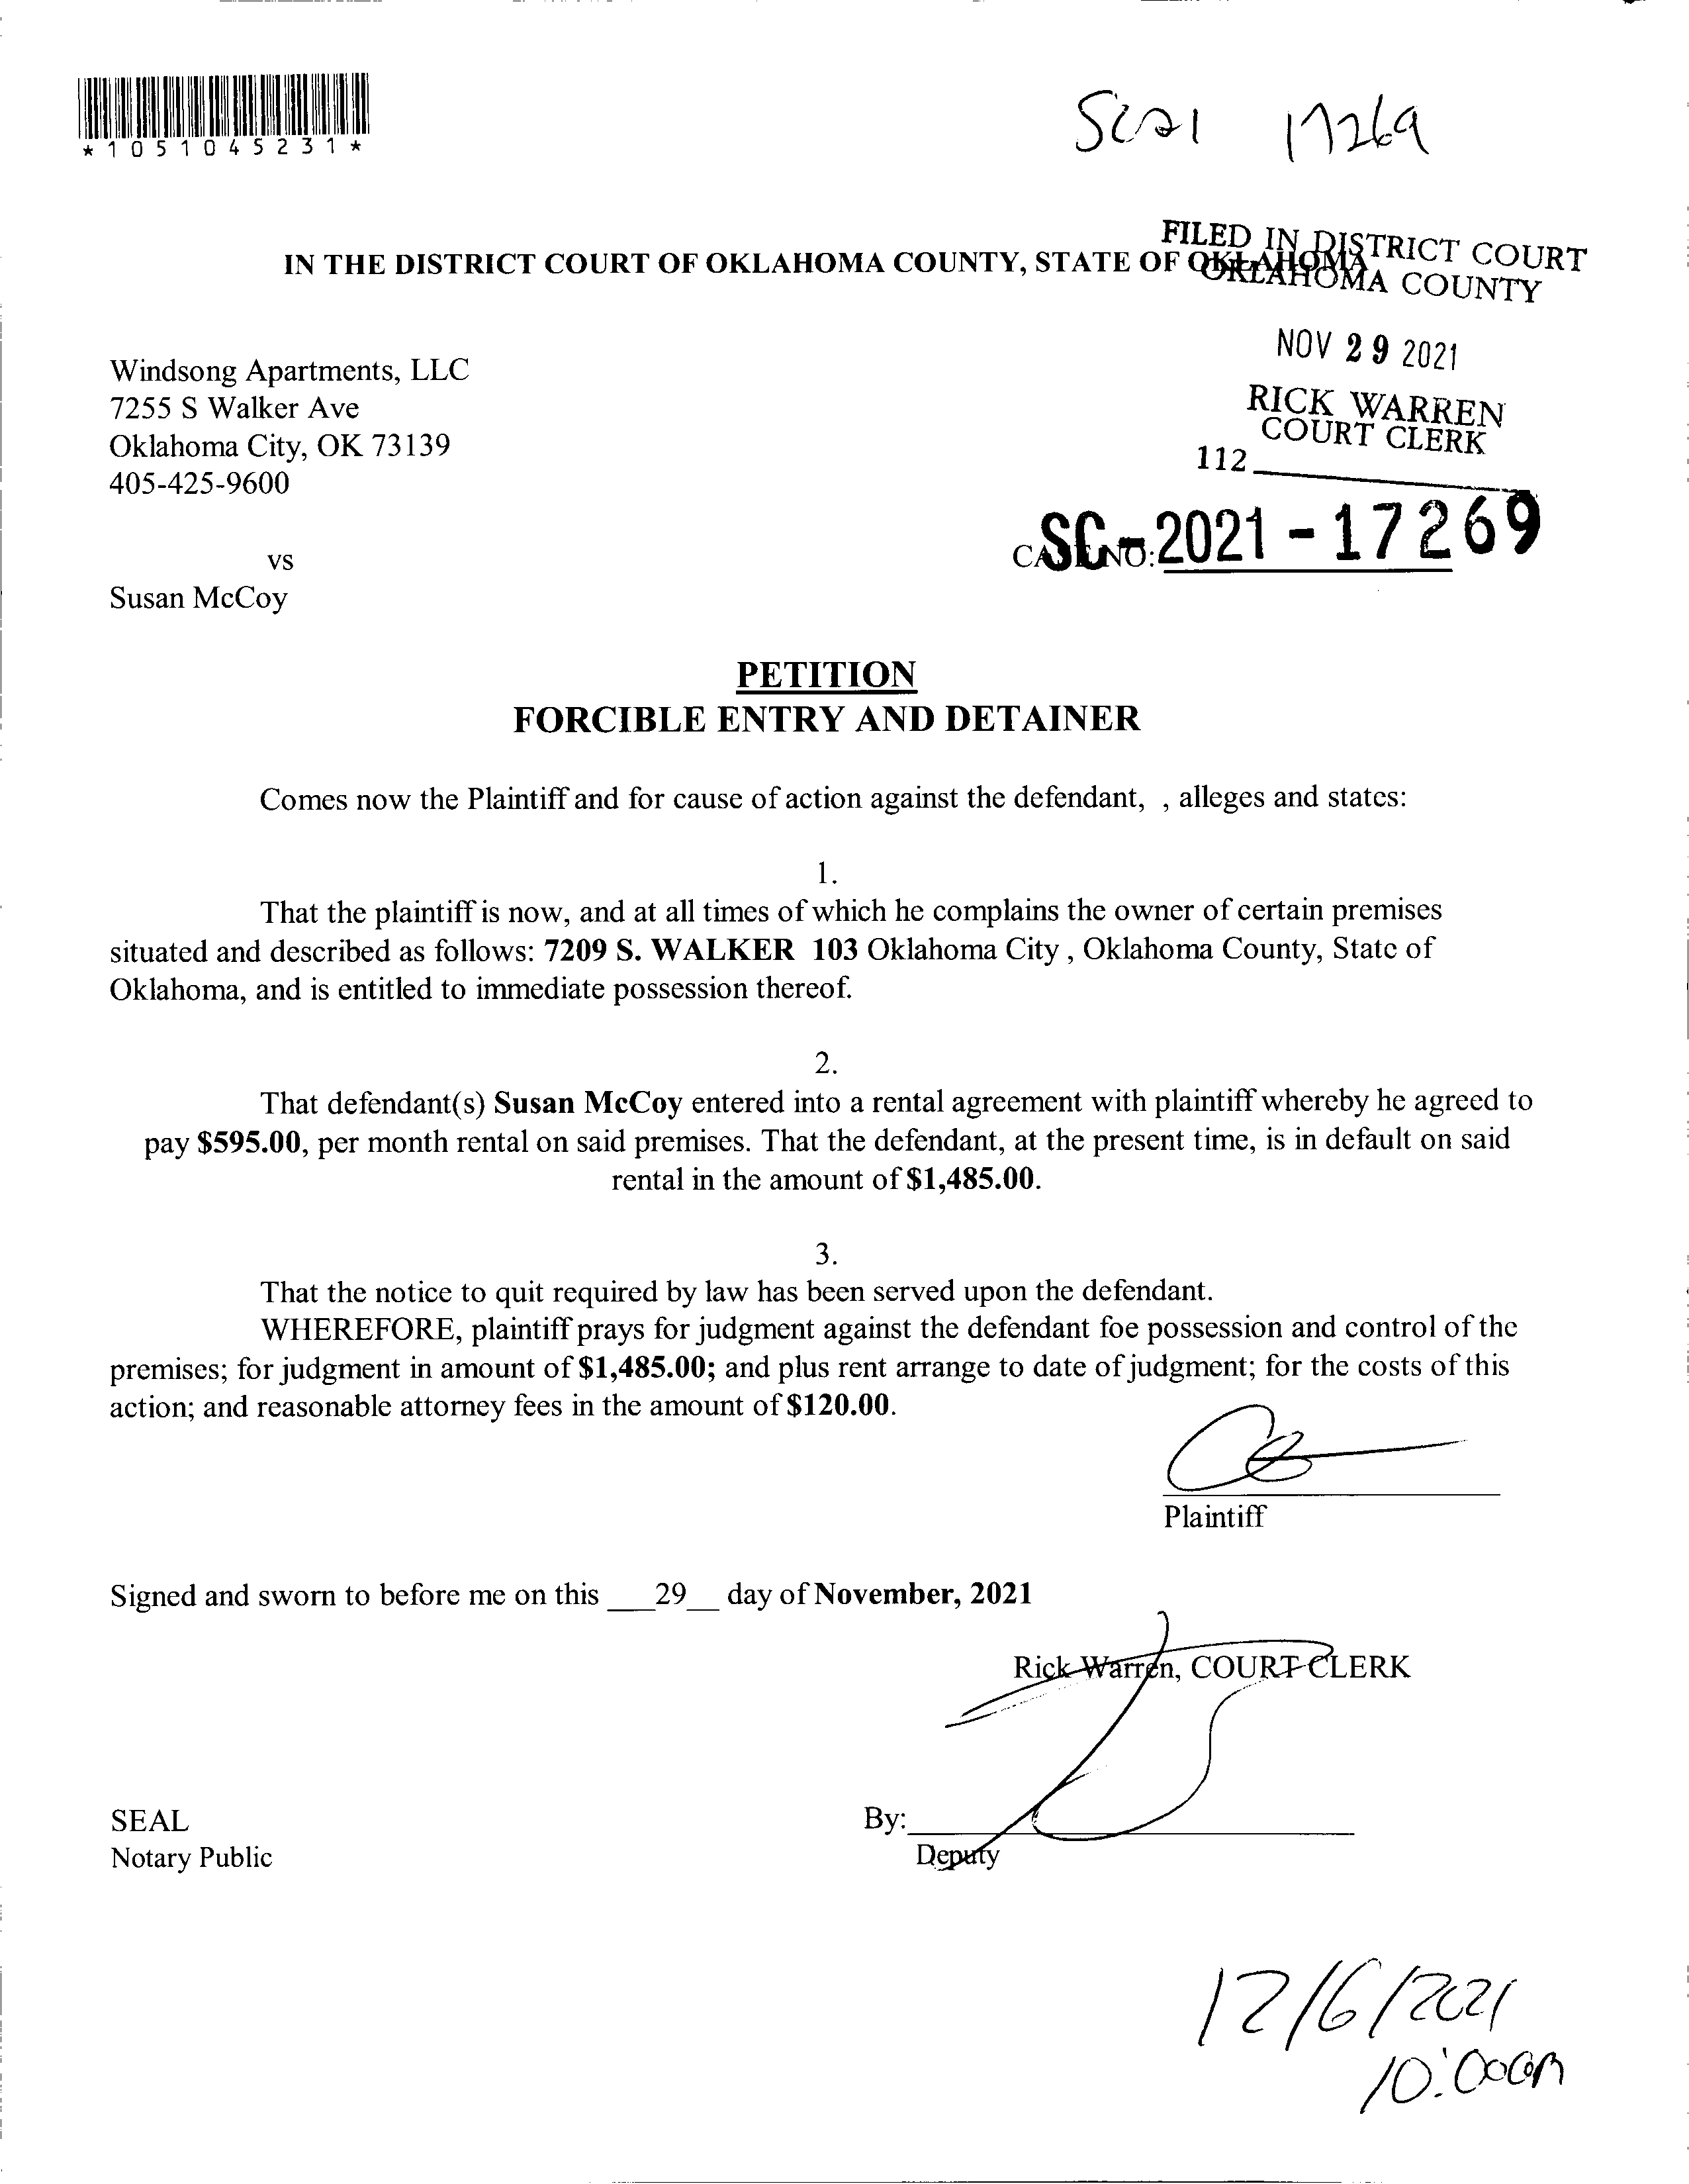 *1051045231*
SC21 17269
FILED IN DISTRICT COURT
OKLAHOMA COUNTY
IN THE DISTRICT COURT OF OKLAHOMA COUNTY, STATE OF OKLAHOMA
NOV 29 2021
RICK WARREN
COURT CLERK
112
Windsong Apartments, LLC
7255 S Walker Ave
Oklahoma City, OK 73139
405-425-9600
CASE NO: SC-2021-17269
vs
Susan McCoy
PETITION
FORCIBLE ENTRY AND DETAINER
Comes now the Plaintiff and for cause of action against the defendant, , alleges and states:
1.
That the plaintiff is now, and at all times of which he complains the owner of certain premises
situated and described as follows: 7209 S. WALKER 103 Oklahoma City , Oklahoma County, State of
Oklahoma, and is entitled to immediate possession thereof.
2.
That defendant(s) Susan McCoy entered into a rental agreement with plaintiff whereby he agreed to
pay $595.00, per month rental on said premises. That the defendant, at the present time, is in default on said
rental in the amount of $1,485.00.
3.
That the notice to quit required by law has been served upon the defendant.
WHEREFORE, plaintiff prays for judgment against the defendant foe possession and control of the
premises; for judgment in amount of $1,485.00; and plus rent arrange to date of judgment; for the costs of this
action; and reasonable attorney fees in the amount of $120.00.
Plaintiff
Signed and sworn to before me on this ___29__ day of November, 2021
Rick Warren, COURT CLERK
SEAL
Notary Public
By:
Deputy
12/6/2021
10:00am